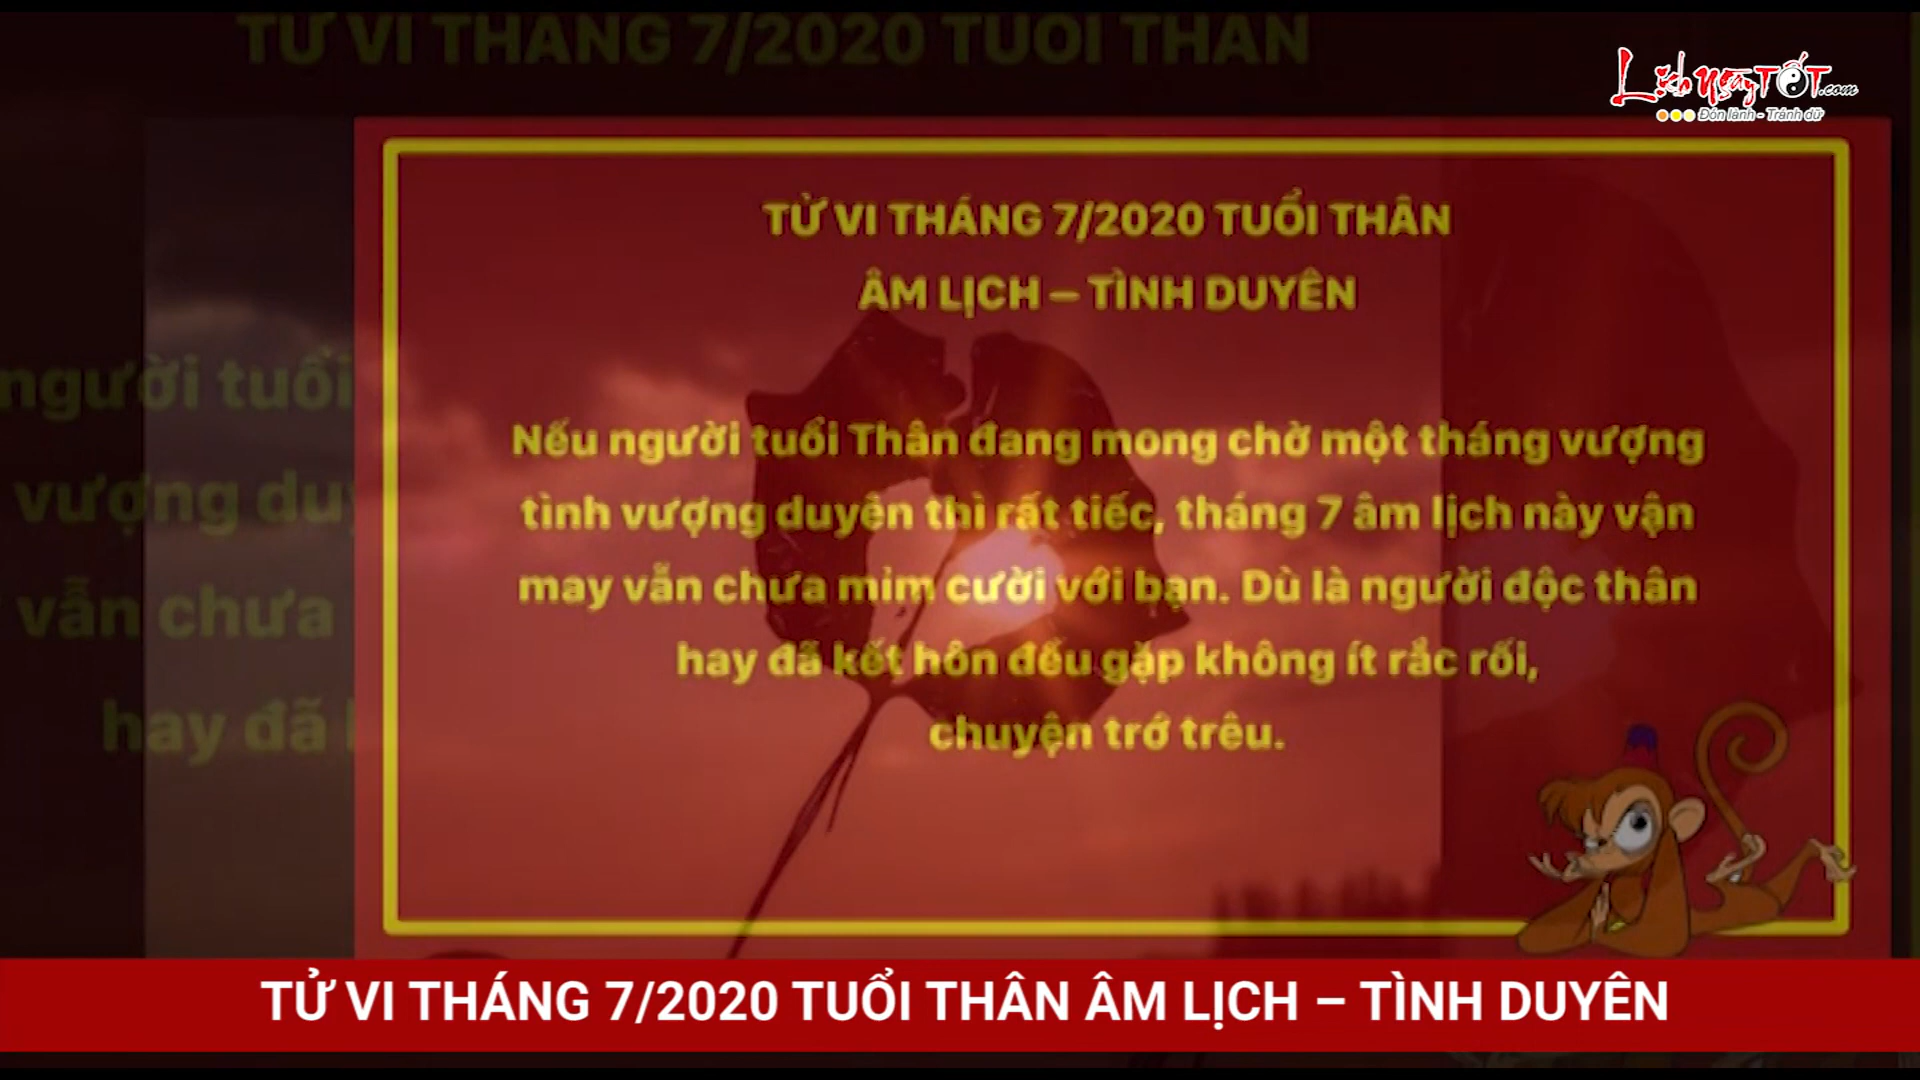 TỬ VI THÁNG 7/2020 TUỔI THÂN
LịchNgàyTỐT.com
Đón lành - Tránh dữ
TỬ VI THÁNG 7/2020 TUỔI THÂN
ÂM LỊCH – TÌNH DUYÊN
người tuổi
vượng duy
vẫn chưa
hay đã
Nếu người tuổi Thân đang mong chờ một tháng vượng
tình vượng duyên thì rất tiếc, tháng 7 âm lịch này vận
may vẫn chưa mỉm cười với bạn. Dù là người độc thân
hay đã kết hôn đều gặp không ít rắc rối,
chuyện trớ trêu.
TỬ VI THÁNG 7/2020 TUỔI THÂN ÂM LỊCH – TÌNH DUYÊN